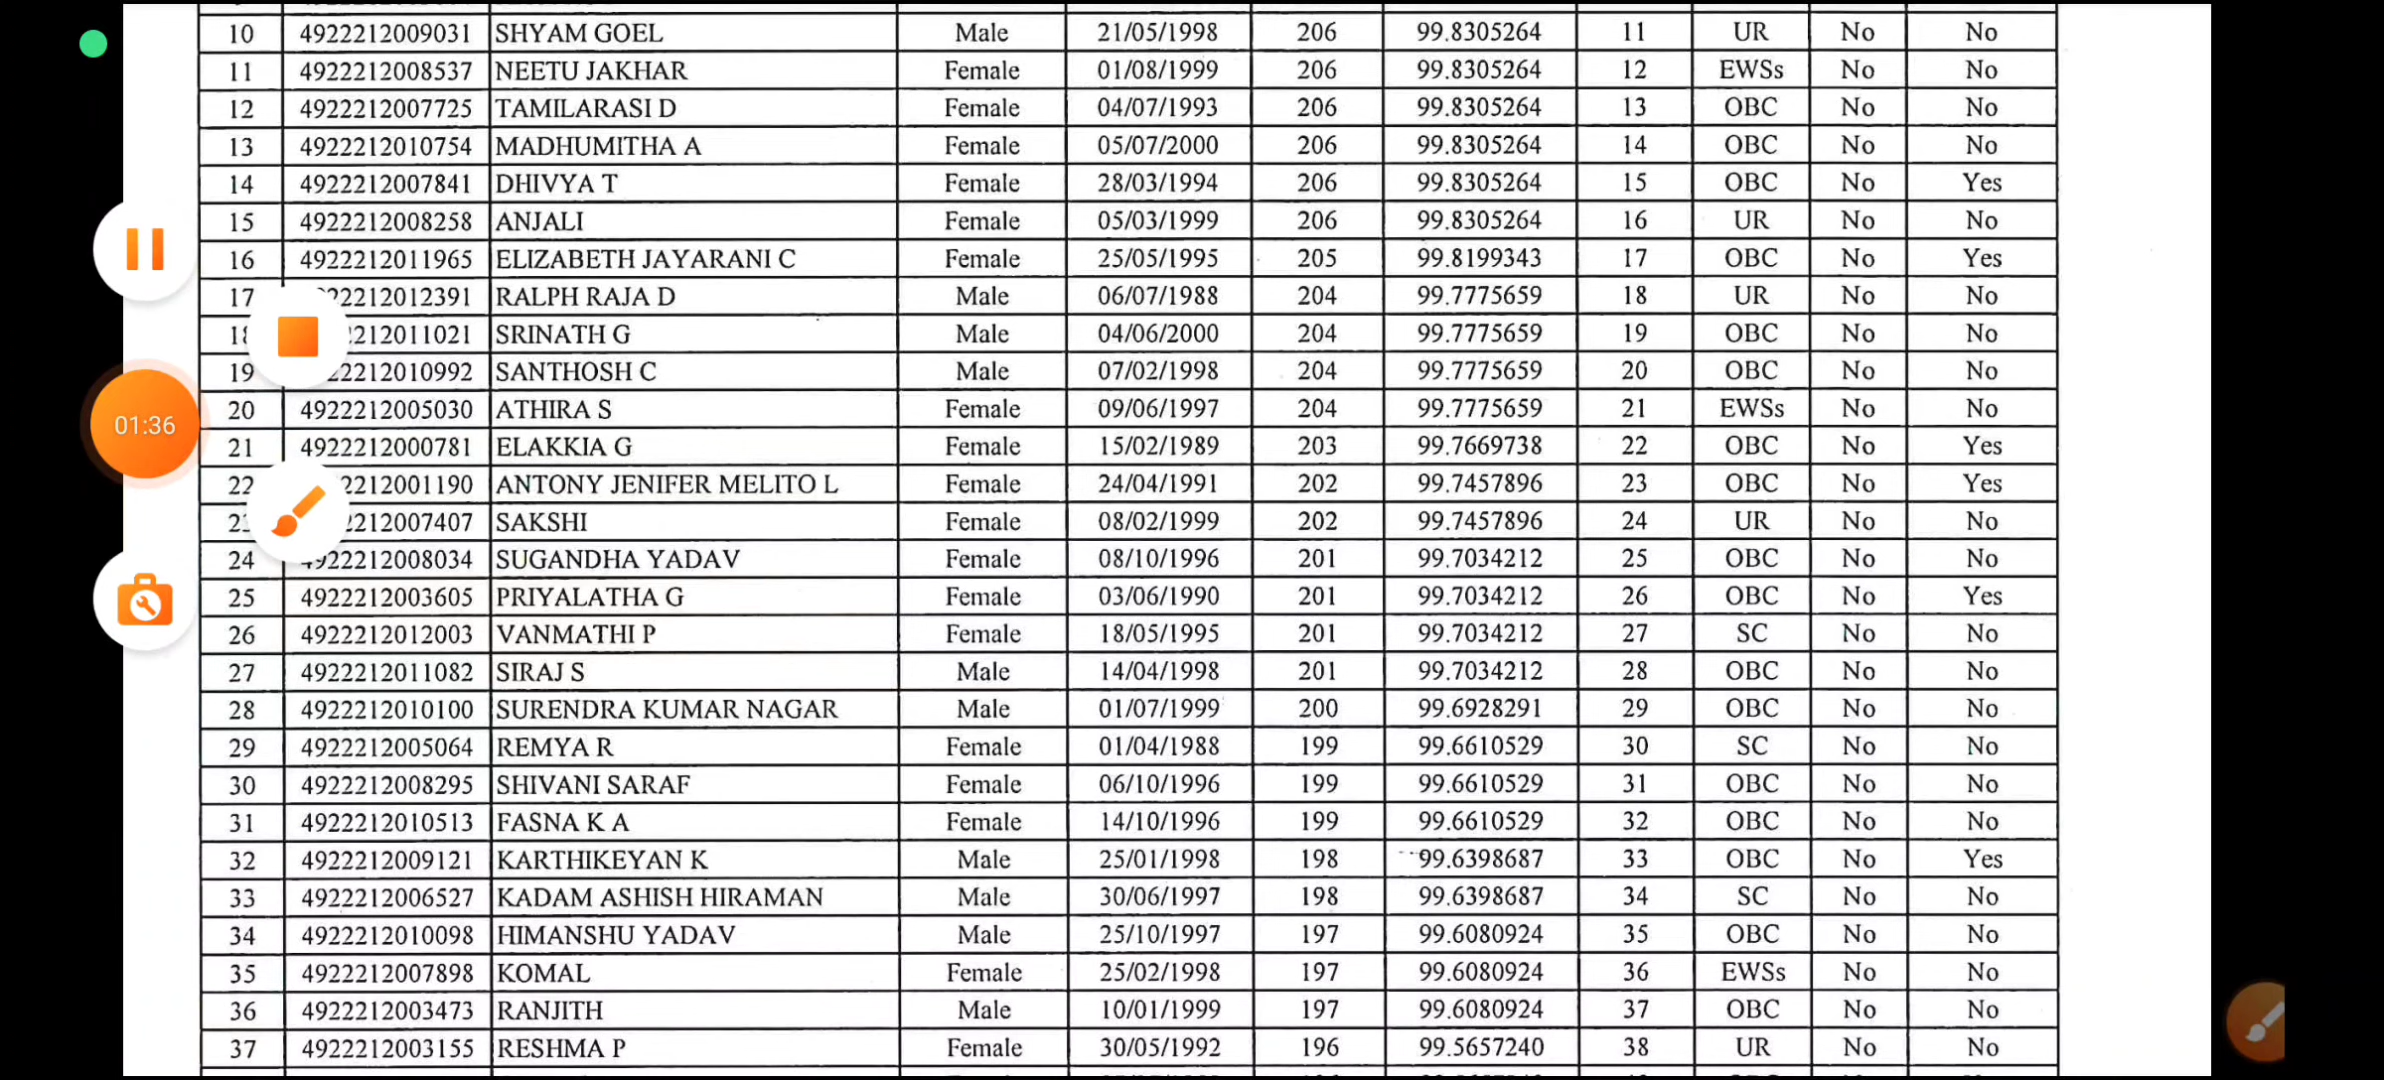 10 4922212009031 SHYAM GOEL Male 21/05/1998 206 99.8305264 11 UR No No
11 4922212008537 NEETU JAKHAR Female 01/08/1999 206 99.8305264 12 EWSs No No
12 4922212007725 TAMILARASI D Female 04/07/1993 206 99.8305264 13 OBC No No
13 4922212010754 MADHUMITHA A Female 05/07/2000 206 99.8305264 14 OBC No No
14 4922212007841 DHIVYA T Female 28/03/1994 206 99.8305264 15 OBC No Yes
15 4922212008258 ANJALI Female 05/03/1999 206 99.8305264 16 UR No No
16 4922212011965 ELIZABETH JAYARANI C Female 25/05/1995 205 99.8199343 17 OBC No Yes
17 22212012391 RALPH RAJA D Male 06/07/1988 204 99.7775659 18 UR No No
212011021 SRINATH G Male 04/06/2000 204 99.7775659 19 OBC No No
19 2212010992 SANTHOSH C Male 07/02/1998 204 99.7775659 20 OBC No No
20 4922212005030 ATHIRA S Female 09/06/1997 204 99.7775659 21 EWSs No No
01:36
21 4922212000781 ELAKKIA G Female 15/02/1989 203 99.7669738 22 OBC No Yes
22 2212001190 ANTONY JENIFER MELITO L Female 24/04/1991 202 99.7457896 23 OBC No Yes
2212007407 SAKSHI Female 08/02/1999 202 99.7457896 24 UR No No
24 4922212008034 SUGANDHA YADAV Female 08/10/1996 201 99.7034212 25 OBC No No
25 4922212003605 PRIYALATHA G Female 03/06/1990 201 99.7034212 26 OBC No Yes
26 4922212012003 VANMATHI P Female 18/05/1995 201 99.7034212 27 SC No No
27 4922212011082 SIRAJ S Male 14/04/1998 201 99.7034212 28 OBC No No
28 4922212010100 SURENDRA KUMAR NAGAR Male 01/07/1999 200 99.6928291 29 OBC No No
29 4922212005064 REMYA R Female 01/04/1988 199 99.6610529 30 SC No No
30 4922212008295 SHIVANI SARAF Female 06/10/1996 199 99.6610529 31 OBC No No
31 4922212010513 FASNA K A Female 14/10/1996 199 99.6610529 32 OBC No No
32 4922212009121 KARTHIKEYAN K Male 25/01/1998 198 99.6398687 33 OBC No Yes
33 4922212006527 KADAM ASHISH HIRAMAN Male 30/06/1997 198 99.6398687 34 SC No No
34 4922212010098 HIMANSHU YADAV Male 25/10/1997 197 99.6080924 35 OBC No No
35 4922212007898 KOMAL Female 25/02/1998 197 99.6080924 36 EWSs No No
36 4922212003473 RANJITH Male 10/01/1999 197 99.6080924 37 OBC No No
37 4922212003155 RESHMA P Female 30/05/1992 196 99.5657240 38 UR No No